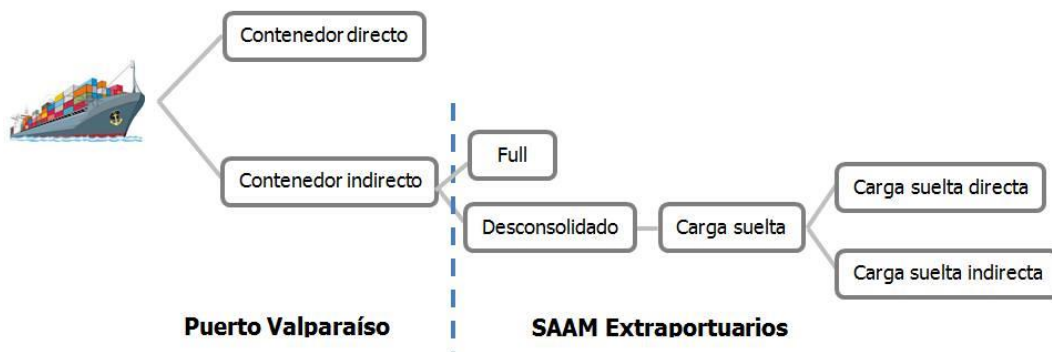 Contenedor directo
Contenedor indirecto
Full
Desconsolidado
Carga suelta
Carga suelta directa
Carga suelta indirecta
Puerto Valparaíso
SAAM Extraportuarios